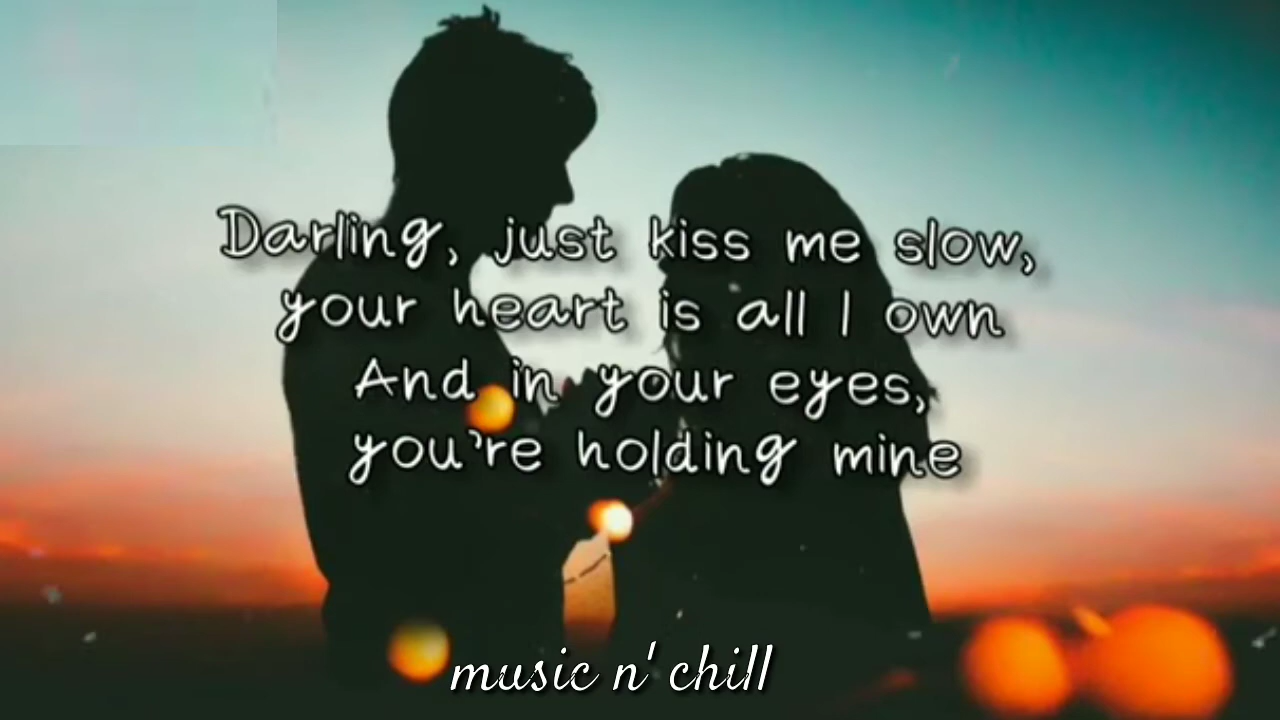 Darling, just kiss me slow,
your heart is all I own
And in your eyes,
you're holding mine
music n' chill